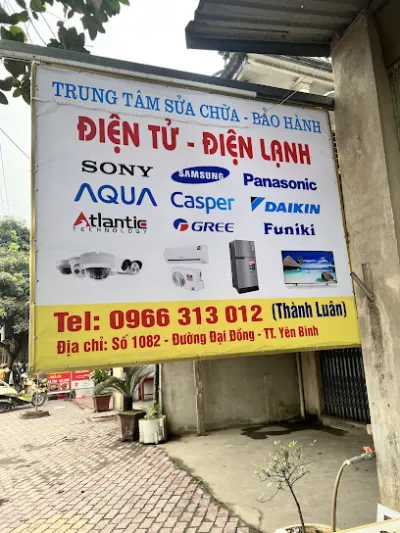 TRUNG TÂM SỬA CHỮA - BẢO HÀNH
ĐIỆN TỬ - ĐIỆN LẠNH
SONY SAMSUNG Panasonic
AQUA Casper DAIKIN
Atlantic GREE Funiki
TECHNOLOGY
Tel: 0966 313 012 (Thành Luân)
Địa chỉ: Số 1082 - Đường Đại Đồng - TT. Yên Bình